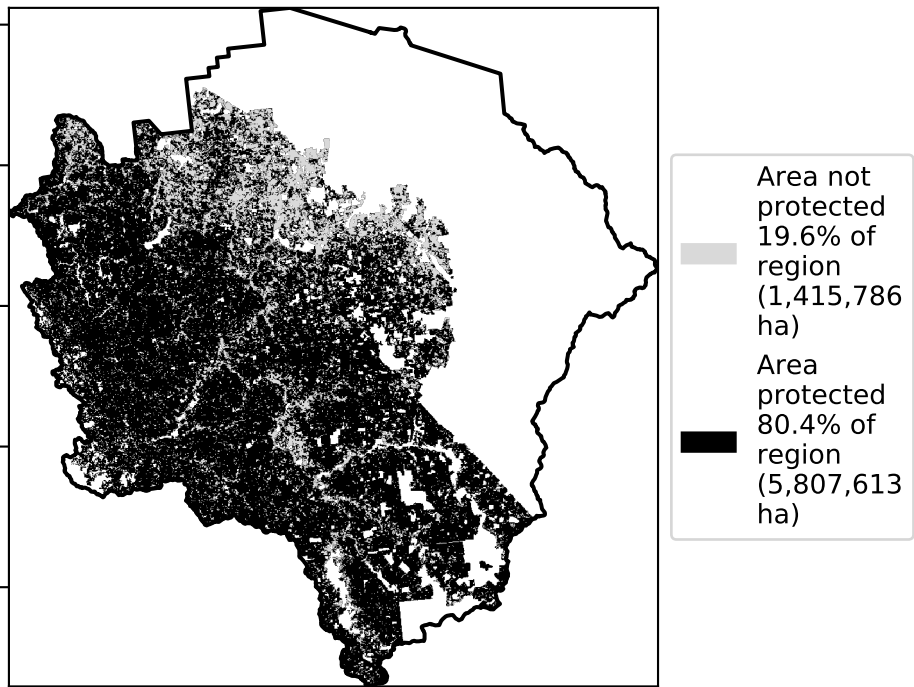 Area not
protected
19.6% of
region
(1,415,786
ha)
Area
protected
80.4% of
region
(5,807,613
ha)